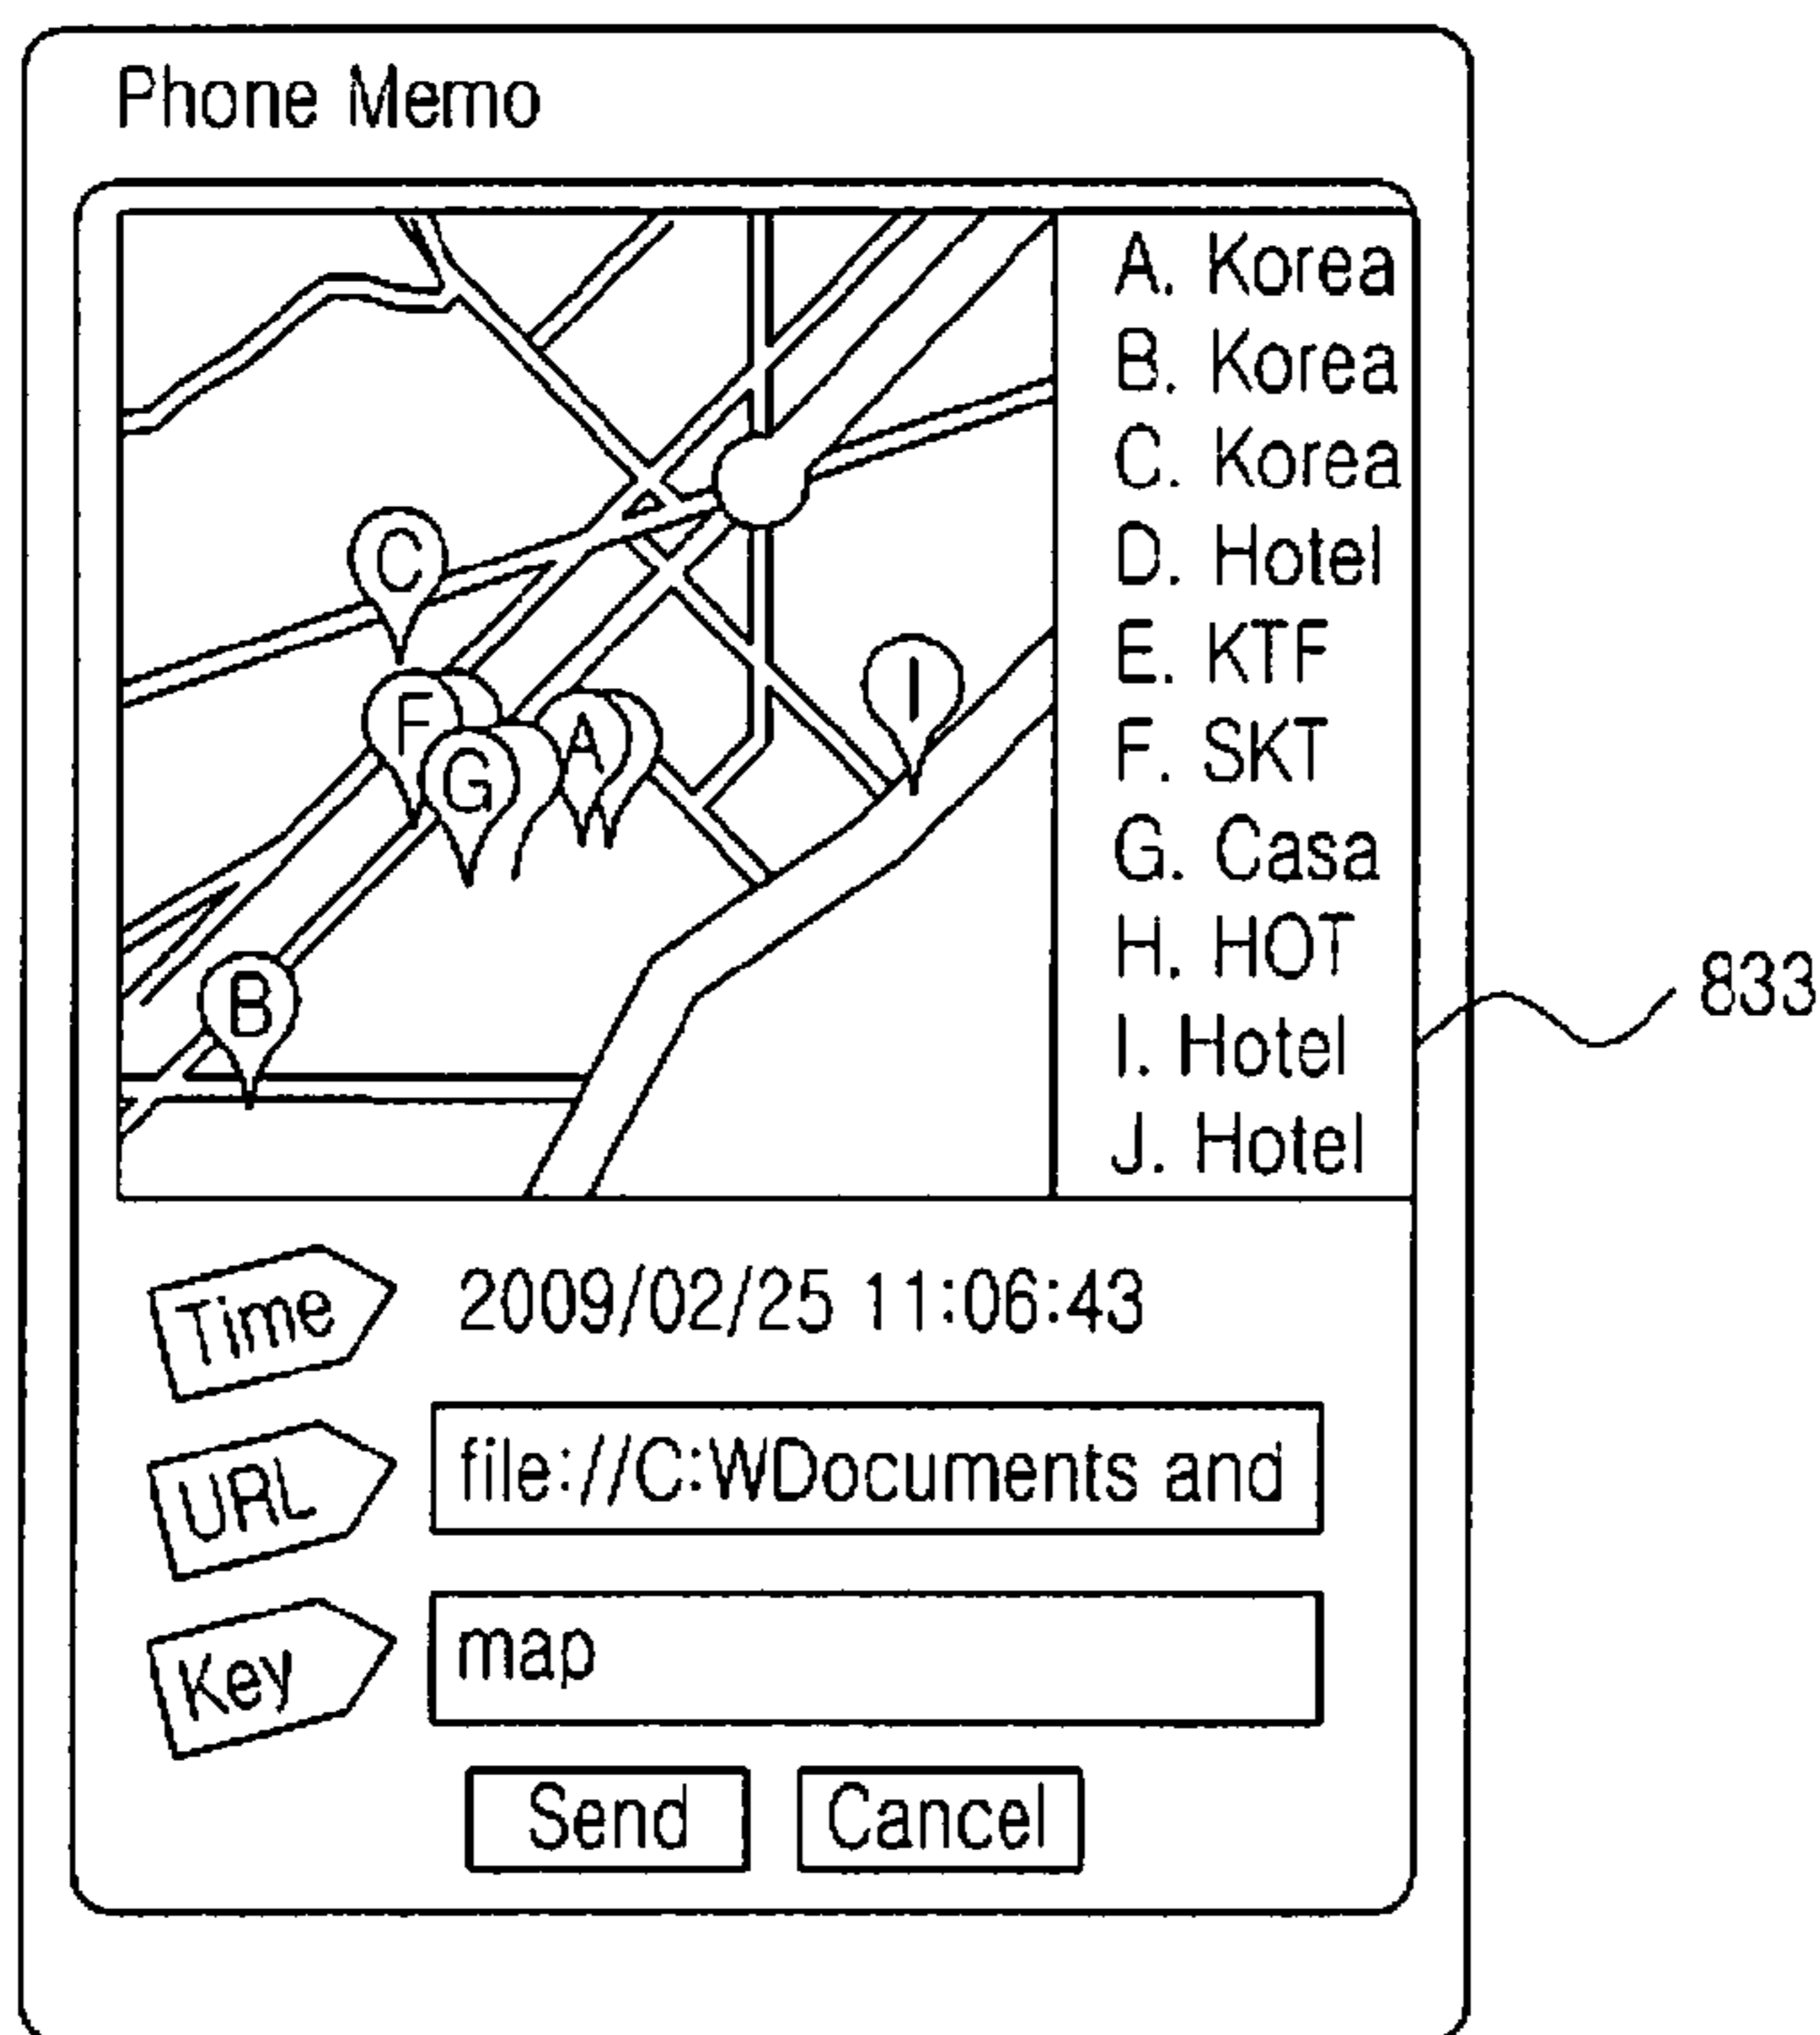 Phone Memo
A. Korea
B. Korea
C. Korea
D. Hotel
E. KTF
F. SKT
G. Casa
H. HOT
I. Hotel
J. Hotel
C
F
G
A
I
B
833
Time 2009/02/25 11:06:43
URL file://C:WDocuments and
Key map
Send Cancel